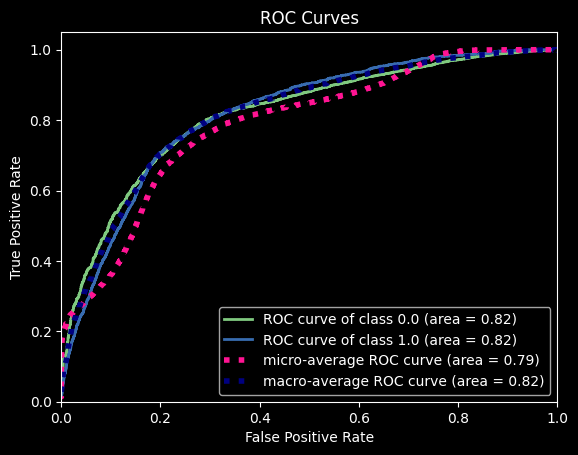 ROC Curves
1.0
0.8
0.6
0.4
0.2
0.0
True Positive Rate
ROC curve of class 0.0 (area = 0.82)
ROC curve of class 1.0 (area = 0.82)
micro-average ROC curve (area = 0.79)
macro-average ROC curve (area = 0.82)
0.0 0.2 0.4 0.6 0.8 1.0
False Positive Rate